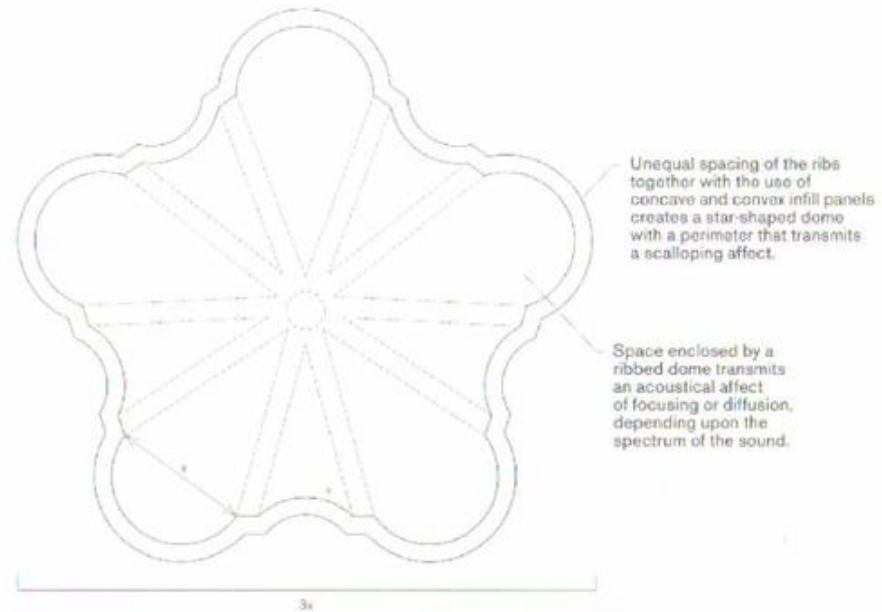 Unequal spacing of the ribs
together with the use of
concave and convex infill panels
creates a star-shaped dome
with a perimeter that transmits
a scalloping affect.
Space enclosed by a
ribbed dome transmits
an acoustical affect
of focusing or diffusion,
depending upon the
spectrum of the sound.
x
3x